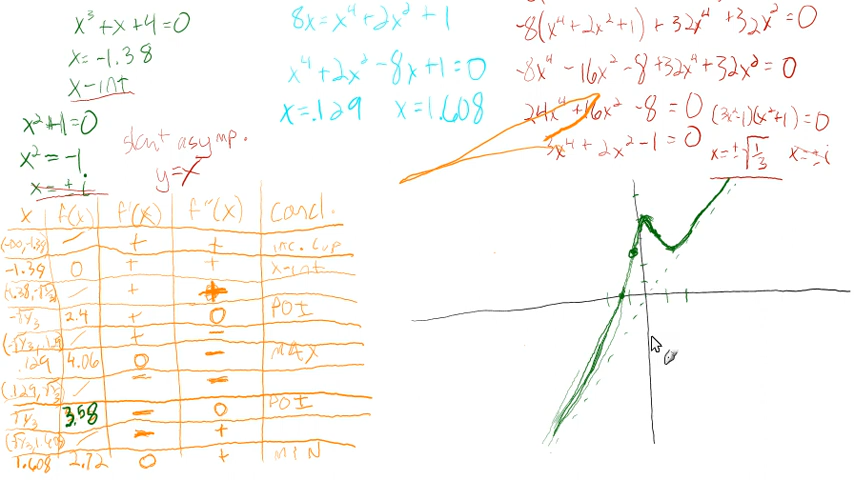 x³ + x + 4 = 0
x = -1.38
x-int
x² + 1 = 0
x² = -1
x = ± i
slant asymp.
y = x
8x = x⁴ + 2x² + 1
x⁴ + 2x² - 8x + 1 = 0
x = .129 x = 1.608
-8(x⁴ + 2x² + 1) + 32x⁴ + 32x² = 0
-8x⁴ - 16x² - 8 + 32x⁴ + 32x² = 0
24x⁴ + 16x² - 8 = 0 (3x² - 1)(x² + 1) = 0
3x⁴ + 2x² - 1 = 0 x = ± √(1/3) x = ± i
x f(x) f'(x) f''(x) Concl.
(-∞, -1.38) / + + inc. Cup
-1.39 0 + + x-int
(-1.38, -√1/3) / + +
-√1/3 2.4 + 0 POI
(-√1/3, .129) / + -
.129 4.06 0 - MAX
(.129, √1/3) / - -
√1/3 3.58 - 0 POI
(√1/3, 1.608) / - +
1.608 2.72 0 + MIN